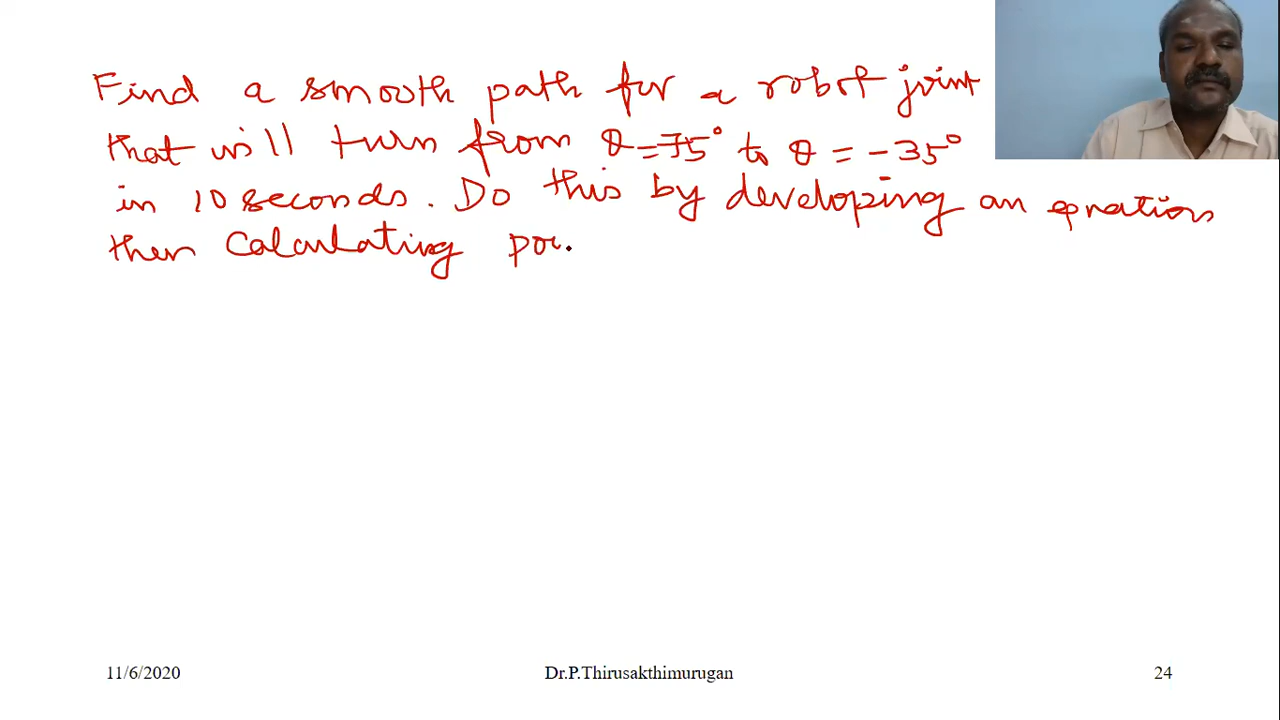 Find a smooth path for a robot joint
that will turn from θ=75° to θ = -35°
in 10 seconds. Do this by developing an equation
then calculating poi
11/6/2020 Dr.P.Thirusakthimurugan 24